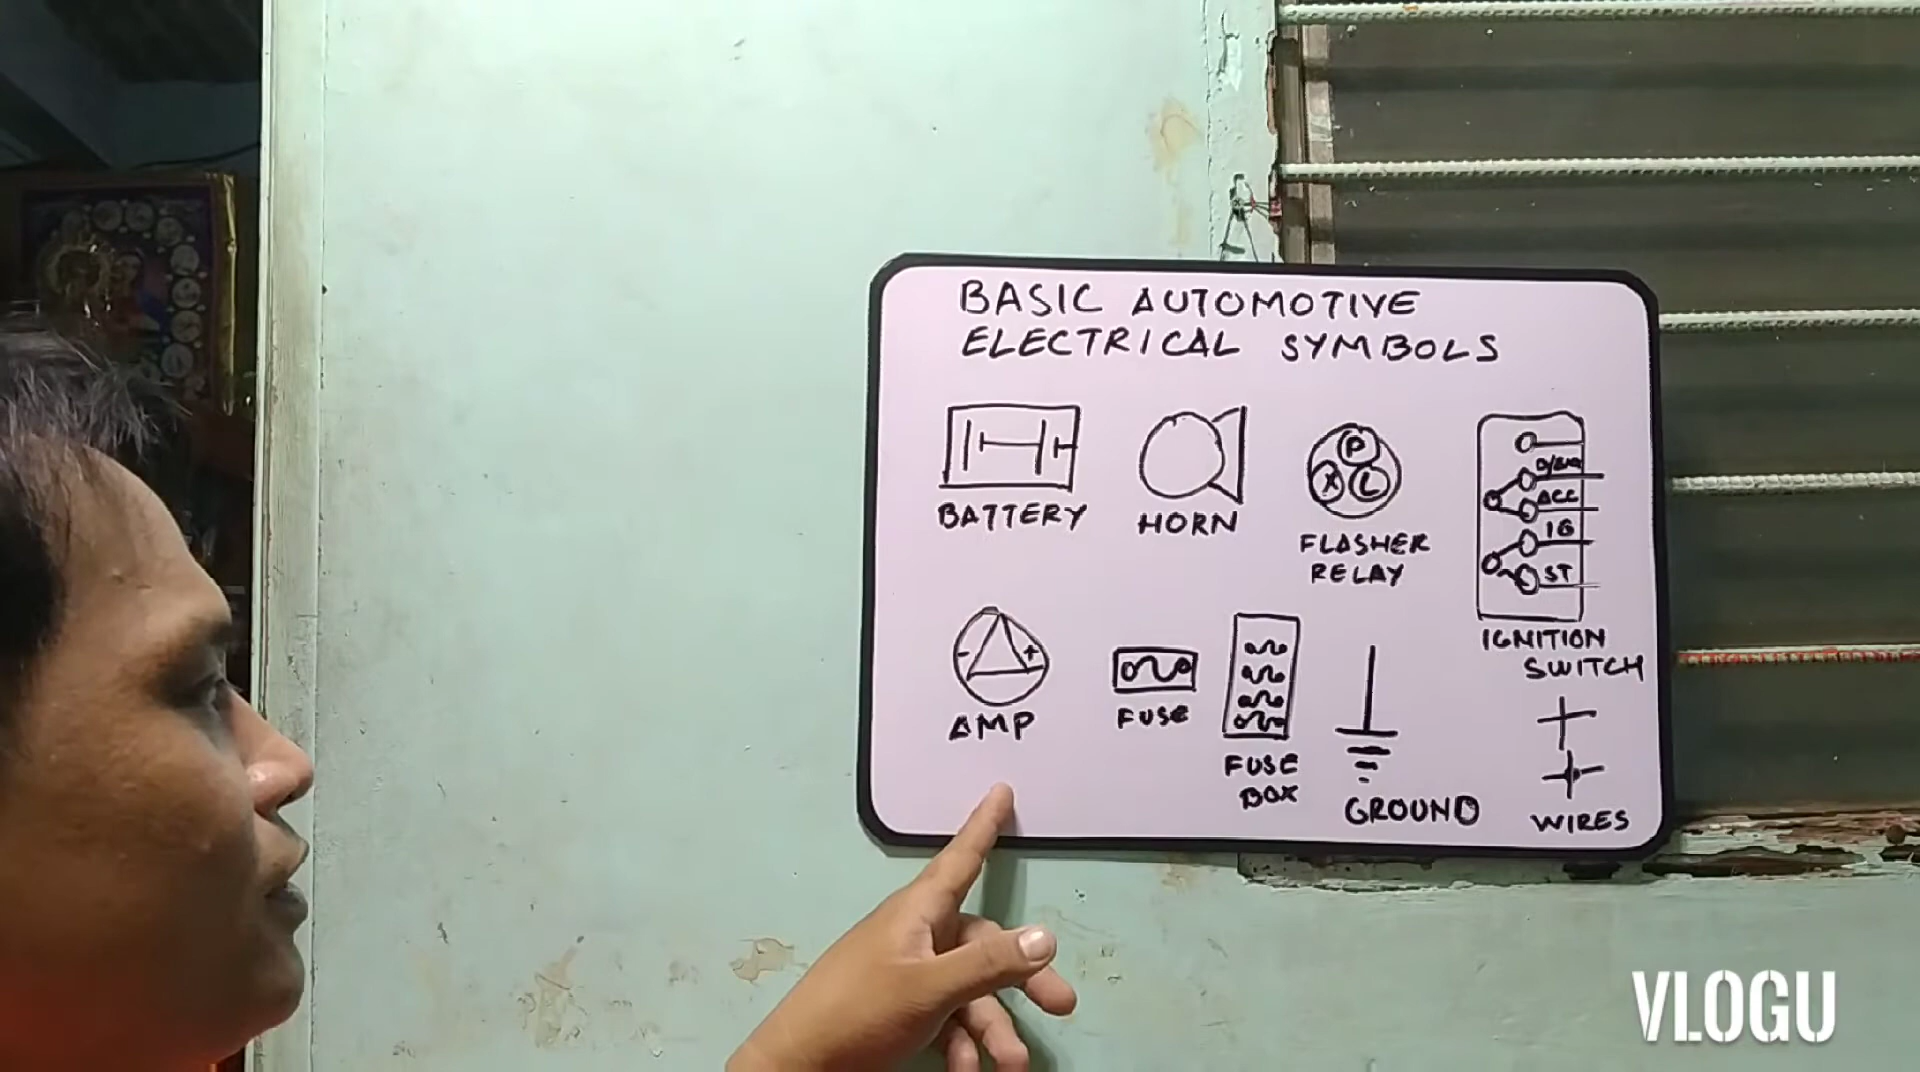 BASIC AUTOMOTIVE
ELECTRICAL SYMBOLS
BATTERY
HORN
P
X L
FLASHER
RELAY
ACC
IG
ST
IGNITION
SWITCH
- +
AMP
FUSE
FUSE
BOX
GROUND
WIRES
VLOGU